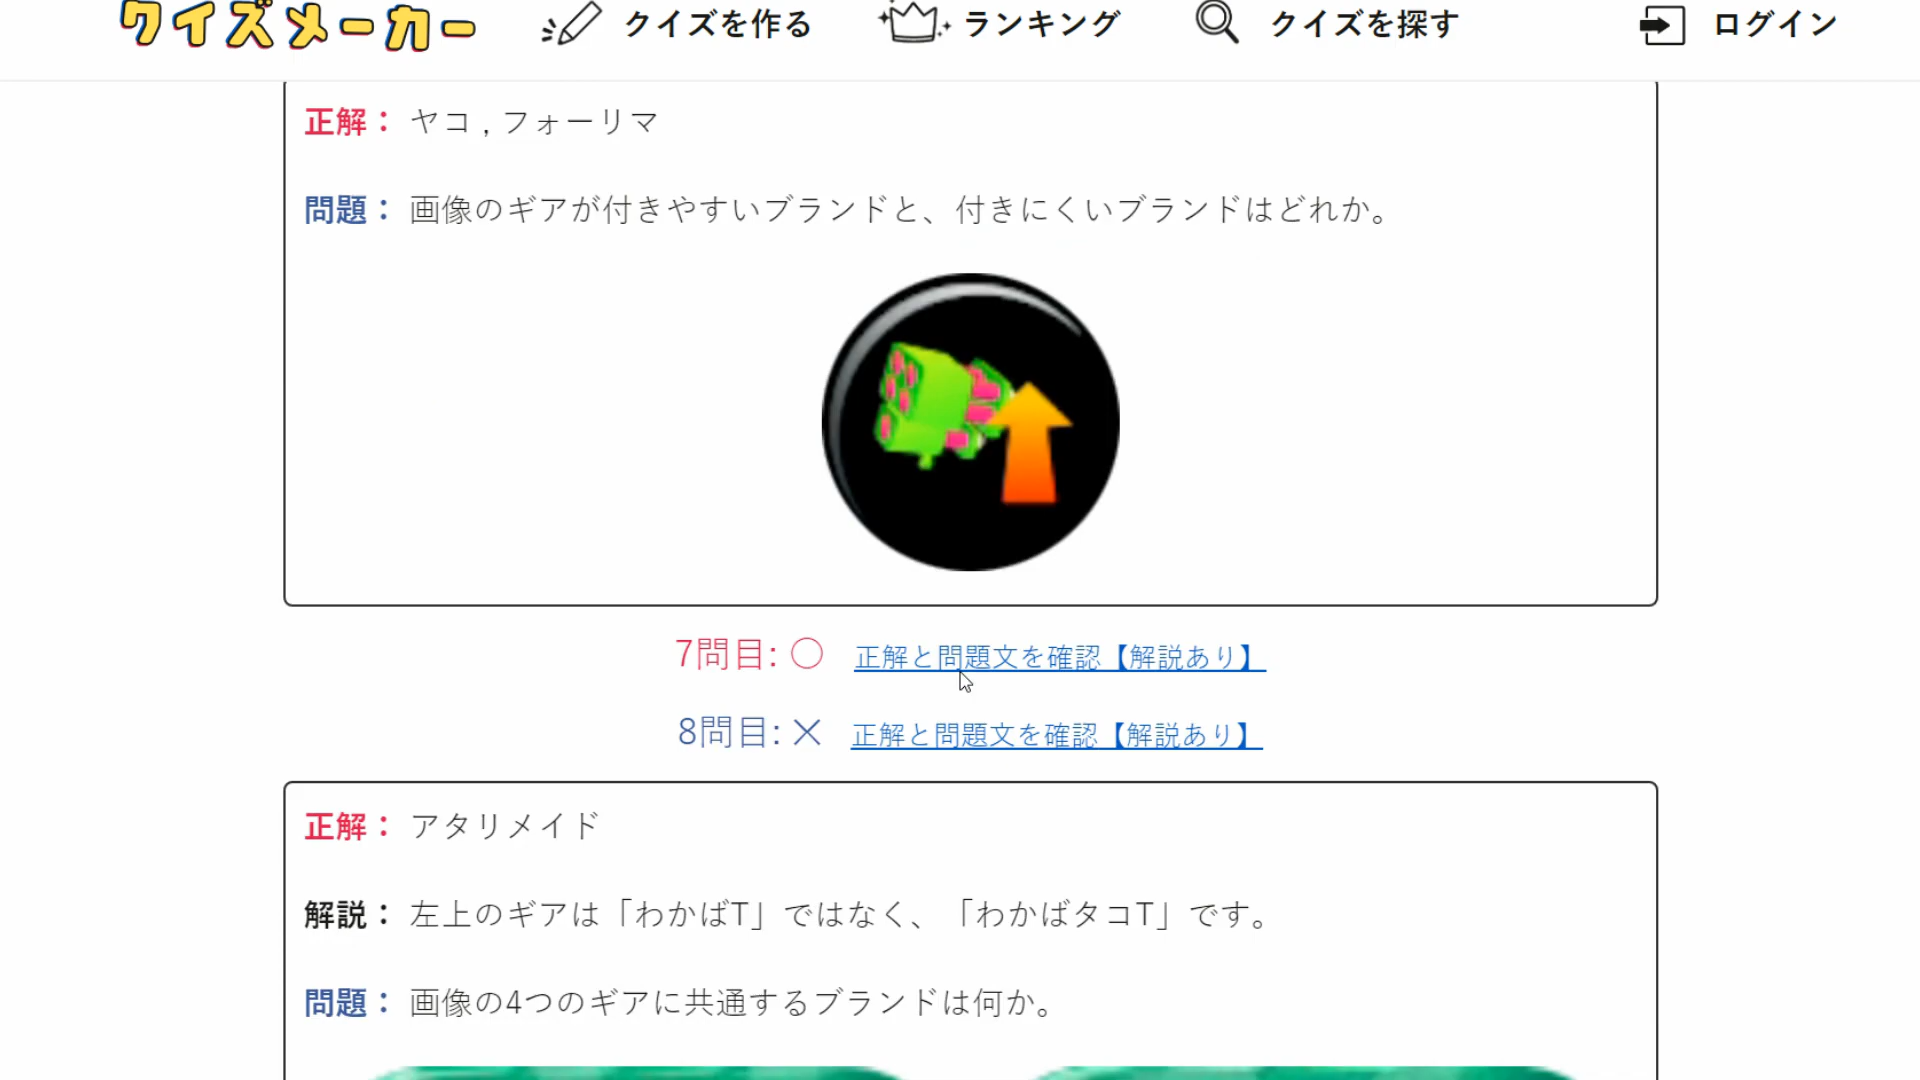 クイズメーカー クイズを作る ランキング クイズを探す ログイン
正解： ヤコ , フォーリマ
問題： 画像のギアが付きやすいブランドと、付きにくいブランドはどれか。
7問目: ○ 正解と問題文を確認【解説あり】
8問目: × 正解と問題文を確認【解説あり】
正解： アタリメイド
解説： 左上のギアは「わかばT」ではなく、「わかばタコT」です。
問題： 画像の4つのギアに共通するブランドは何か。